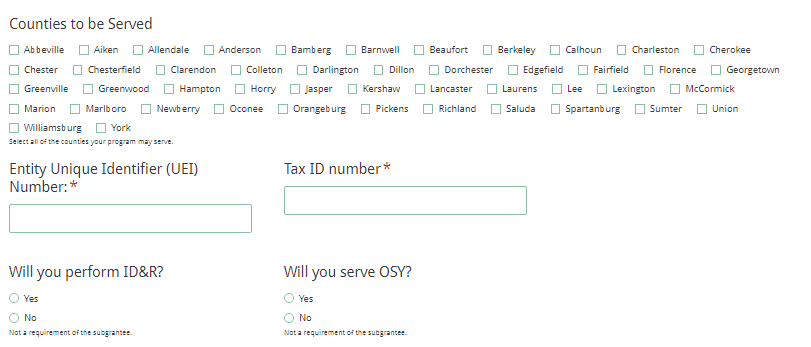 Counties to be Served
Abbeville Aiken Allendale Anderson Bamberg Barnwell Beaufort Berkeley Calhoun Charleston Cherokee
Chester Chesterfield Clarendon Colleton Darlington Dillon Dorchester Edgefield Fairfield Florence Georgetown
Greenville Greenwood Hampton Horry Jasper Kershaw Lancaster Laurens Lee Lexington McCormick
Marion Marlboro Newberry Oconee Orangeburg Pickens Richland Saluda Spartanburg Sumter Union
Williamsburg York
Select all of the counties your program may serve.
Entity Unique Identifier (UEI)
Number:*
Tax ID number*
Will you perform ID&R?
Yes
No
Not a requirement of the subgrantee.
Will you serve OSY?
Yes
No
Not a requirement of the subgrantee.